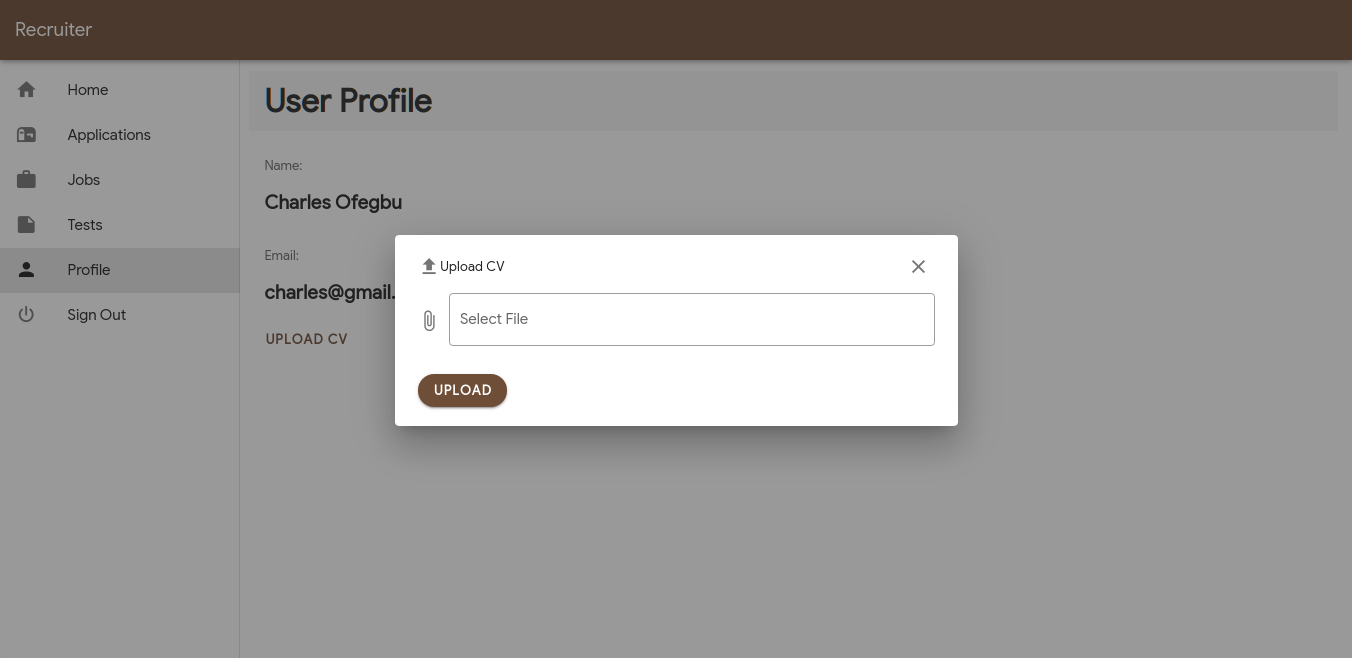 Recruiter
Home
Applications
Jobs
Tests
Profile
Sign Out
User Profile
Name:
Charles Ofegbu
Email:
charles@gmail.
UPLOAD CV
Upload CV
Select File
UPLOAD